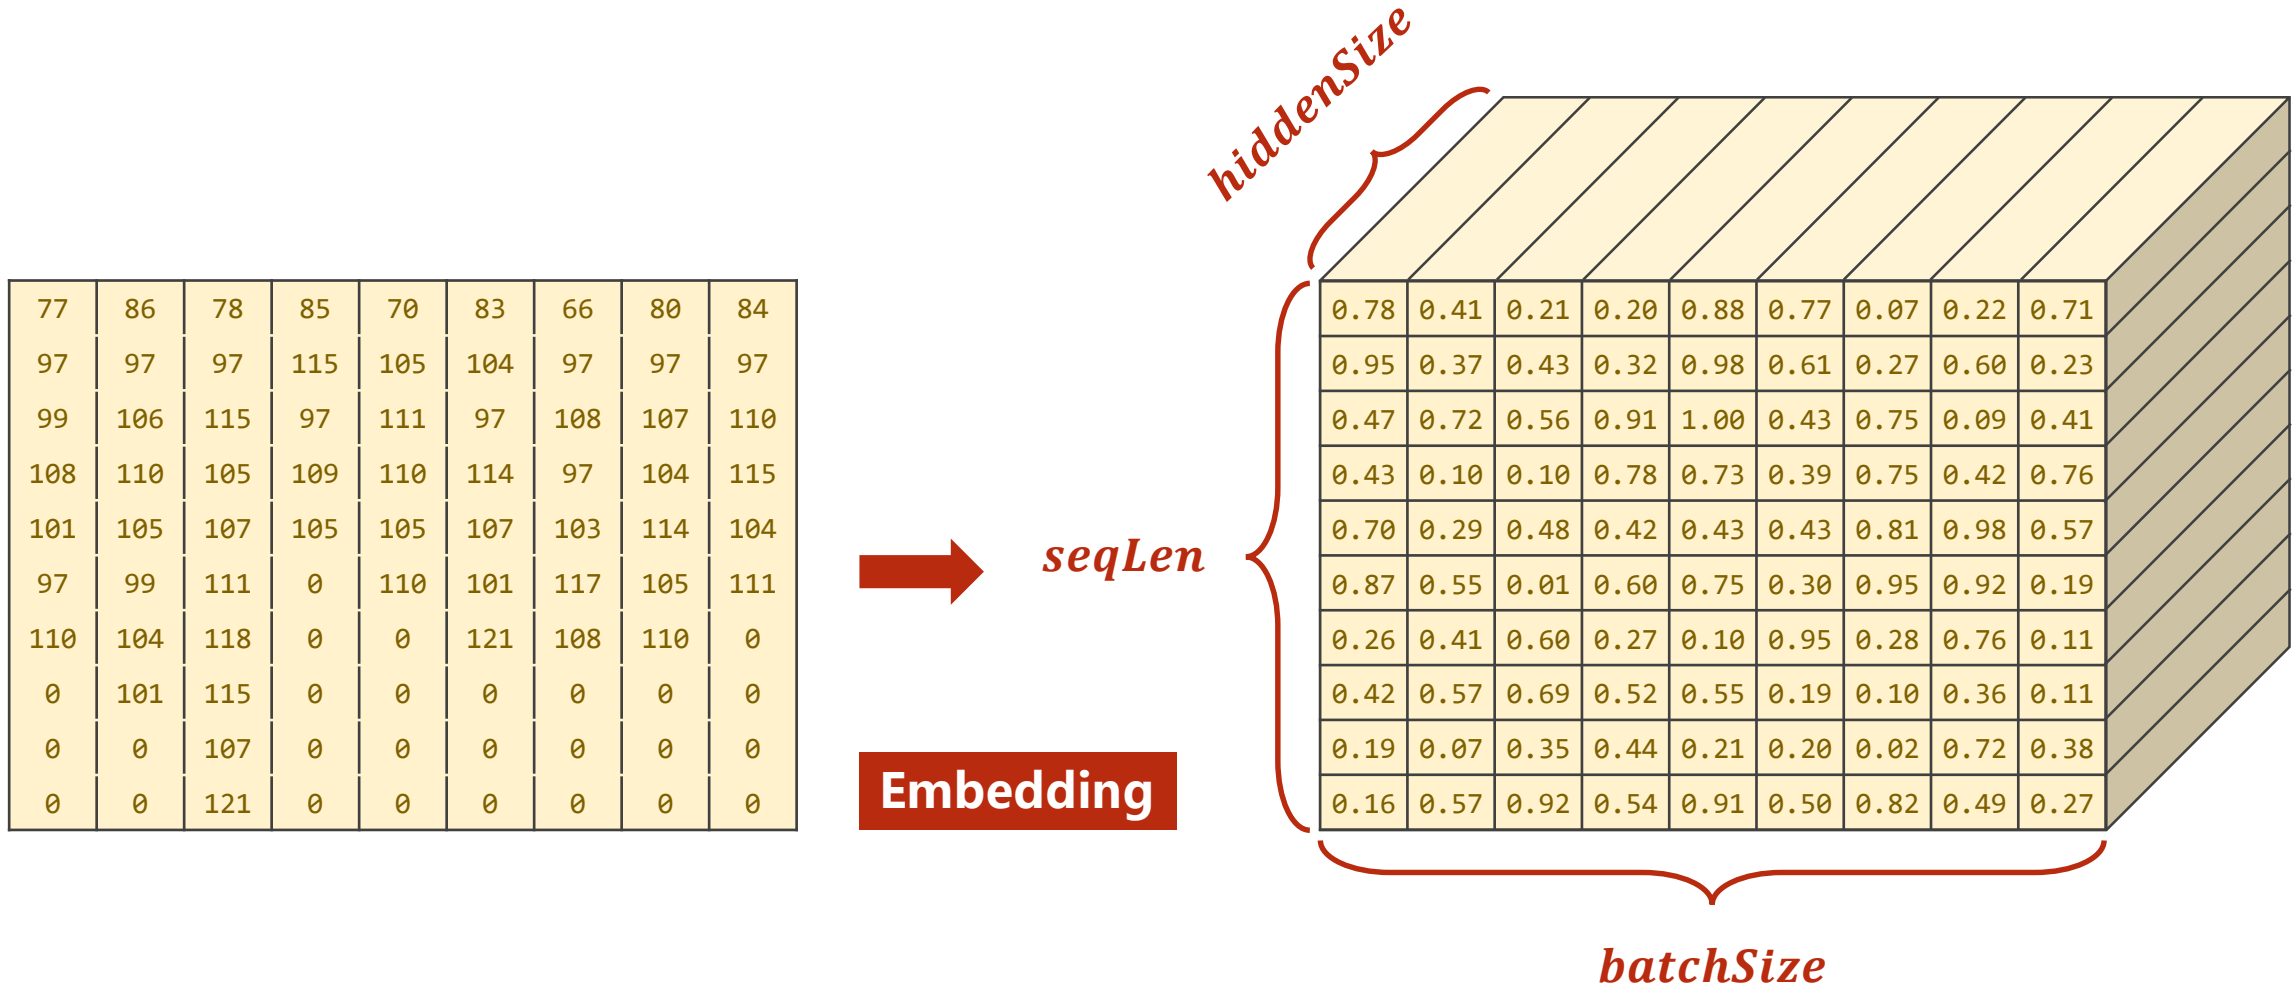 hiddenSize
77 86 78 85 70 83 66 80 84
97 97 97 115 105 104 97 97 97
99 106 115 97 111 97 108 107 110
108 110 105 109 110 114 97 104 115
101 105 107 105 105 107 103 114 104
97 99 111 0 110 101 117 105 111
110 104 118 0 0 121 108 110 0
0 101 115 0 0 0 0 0 0
0 0 107 0 0 0 0 0 0
0 0 121 0 0 0 0 0 0
Embedding
seqLen
0.78 0.41 0.21 0.20 0.88 0.77 0.07 0.22 0.71
0.95 0.37 0.43 0.32 0.98 0.61 0.27 0.60 0.23
0.47 0.72 0.56 0.91 1.00 0.43 0.75 0.09 0.41
0.43 0.10 0.10 0.78 0.73 0.39 0.75 0.42 0.76
0.70 0.29 0.48 0.42 0.43 0.43 0.81 0.98 0.57
0.87 0.55 0.01 0.60 0.75 0.30 0.95 0.92 0.19
0.26 0.41 0.60 0.27 0.10 0.95 0.28 0.76 0.11
0.42 0.57 0.69 0.52 0.55 0.19 0.10 0.36 0.11
0.19 0.07 0.35 0.44 0.21 0.20 0.02 0.72 0.38
0.16 0.57 0.92 0.54 0.91 0.50 0.82 0.49 0.27
batchSize